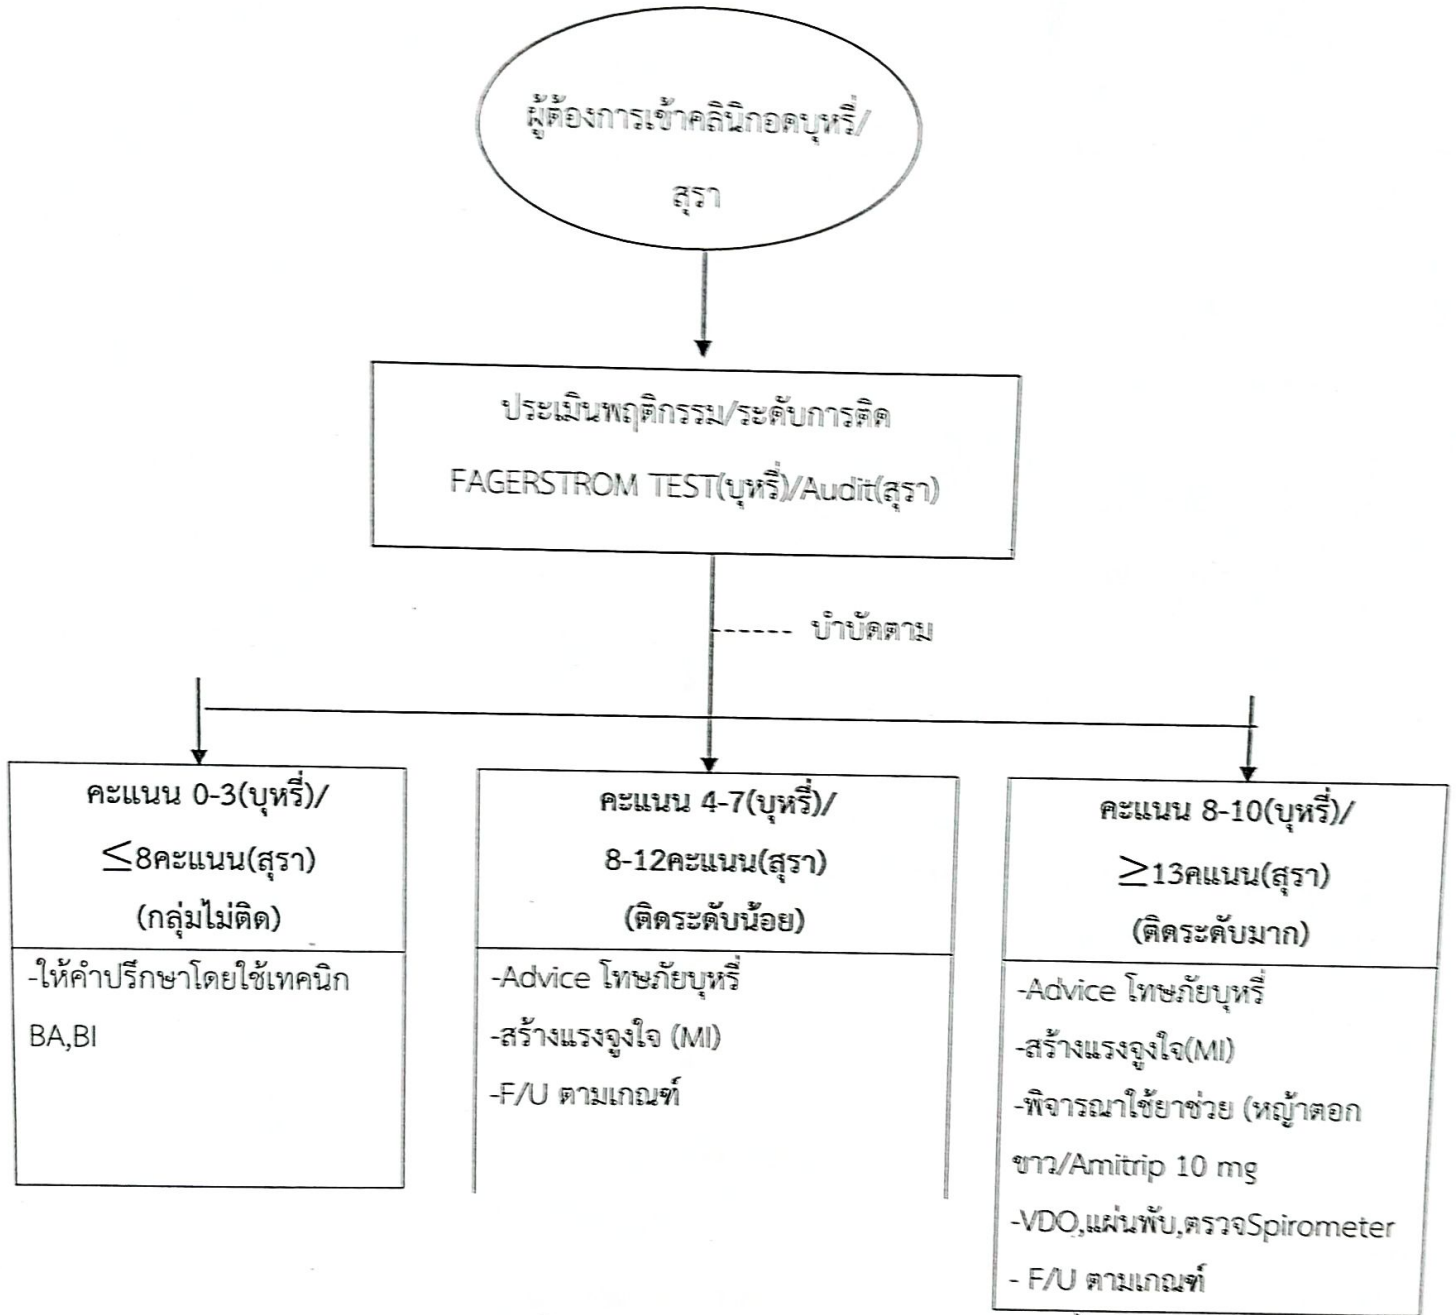 ผู้ต้องการเข้าคลินิกอดบุหรี่/
สุรา
ประเมินพฤติกรรม/ระดับการติด
FAGERSTROM TEST(บุหรี่)/Audit(สุรา)
------ บำบัดตาม
คะแนน 0-3(บุหรี่)/
≤8คะแนน(สุรา)
(กลุ่มไม่ติด)
-ให้คำปรึกษาโดยใช้เทคนิก
BA,BI
คะแนน 4-7(บุหรี่)/
8-12คะแนน(สุรา)
(ติดระดับน้อย)
-Advice โทษภัยบุหรี่
-สร้างแรงจูงใจ (MI)
-F/U ตามเกณฑ์
คะแนน 8-10(บุหรี่)/
≥13คแนน(สุรา)
(ติดระดับมาก)
-Advice โทษภัยบุหรี่
-สร้างแรงจูงใจ(MI)
-พิจารณาใช้ยาช่วย (หญ้าตอก
ขาว/Amitrip 10 mg
-VDO,แผ่นพับ,ตรวจSpirometer
- F/U ตามเกณฑ์